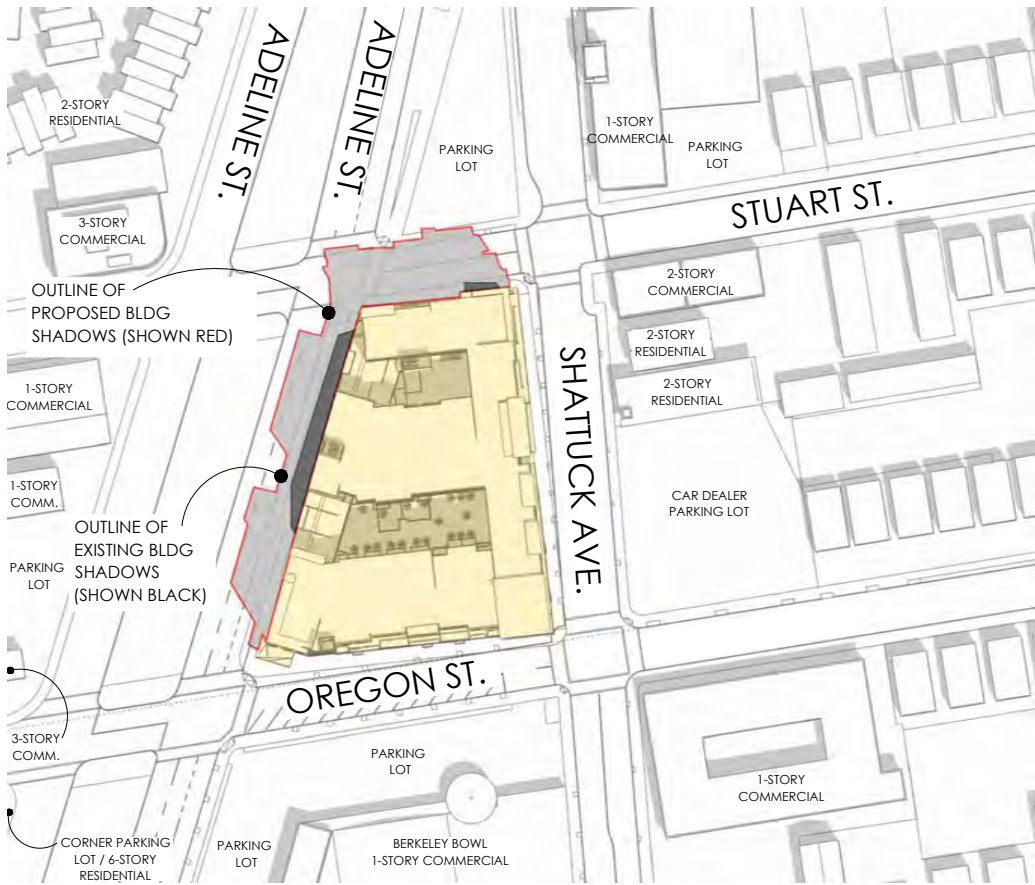 ADELINE ST.
ADELINE ST.
2-STORY
RESIDENTIAL
3-STORY
COMMERCIAL
PARKING
LOT
1-STORY
COMMERCIAL
PARKING
LOT
STUART ST.
OUTLINE OF
PROPOSED BLDG
SHADOWS (SHOWN RED)
2-STORY
COMMERCIAL
2-STORY
RESIDENTIAL
2-STORY
RESIDENTIAL
SHATTUCK AVE.
1-STORY
COMMERCIAL
1-STORY
COMM.
OUTLINE OF
EXISTING BLDG
SHADOWS
(SHOWN BLACK)
CAR DEALER
PARKING LOT
PARKING
LOT
OREGON ST.
3-STORY
COMM.
PARKING
LOT
1-STORY
COMMERCIAL
CORNER PARKING
LOT / 6-STORY
RESIDENTIAL
PARKING
LOT
BERKELEY BOWL
1-STORY COMMERCIAL